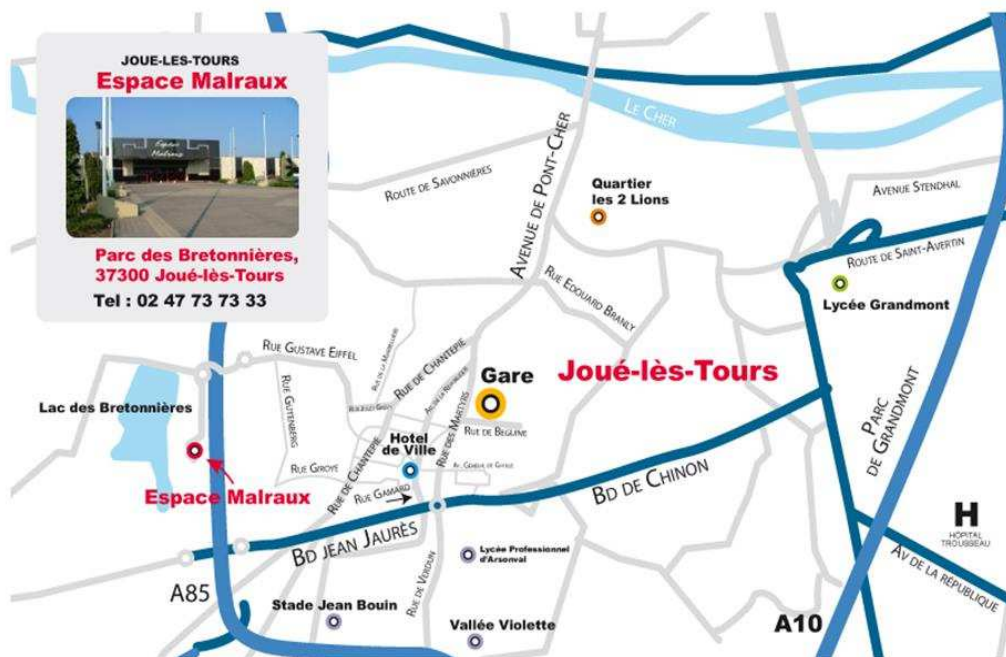 JOUE-LES-TOURS
Espace Malraux
Espace
Malraux
Parc des Bretonnières,
37300 Joué-lès-Tours
Tel : 02 47 73 73 33
LE CHER
ROUTE DE SAVONNIÈRES
AVENUE DE PONT-CHER
Quartier
les 2 Lions
AVENUE STENDHAL
ROUTE DE SAINT-AVERTIN
Lycée Grandmont
RUE EDOUARD BRANLY
RUE GUSTAVE EIFFEL
RUE DE CHANTEPIE
Gare
Joué-lès-Tours
Lac des Bretonnières
RUE GUTENBERG
RUE DES MARTYRS
RUE DE BEIGUNE
Hotel
de Ville
RUE DE CHANTEPIE
RUE GIROYE
Espace Malraux
RUE GAMARD
BD DE CHINON
PARC
DE GRANDMONT
BD JEAN JAURÈS
H
HÔPITAL
TROUSSEAU
Lycée Professionnel
d'Arsonval
AV DE LA RÉPUBLIQUE
A85
RUE DE VERDUN
Stade Jean Bouin
Vallée Violette
A10